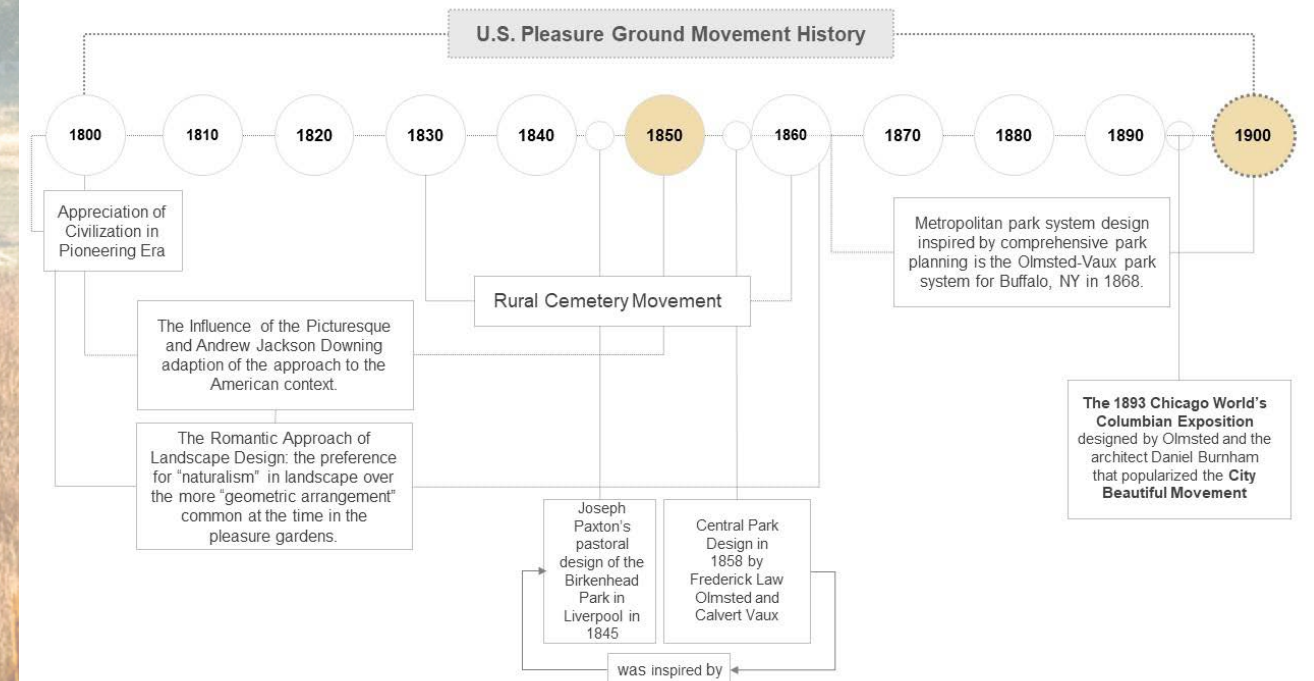 U.S. Pleasure Ground Movement History
1800
1810
1820
1830
1840
1850
1860
1870
1880
1890
1900
Appreciation of
Civilization in
Pioneering Era
Metropolitan park system design
inspired by comprehensive park
planning is the Olmsted-Vaux park
system for Buffalo, NY in 1868.
Rural Cemetery Movement
The Influence of the Picturesque
and Andrew Jackson Downing
adaption of the approach to the
American context.
The Romantic Approach of
Landscape Design: the preference
for “naturalism” in landscape over
the more “geometric arrangement”
common at the time in the
pleasure gardens.
The 1893 Chicago World’s
Columbian Exposition
designed by Olmsted and the
architect Daniel Burnham
that popularized the City
Beautiful Movement
Joseph
Paxton’s
pastoral
design of the
Birkenhead
Park in
Liverpool in
1845
Central Park
Design in
1858 by
Frederick Law
Olmsted and
Calvert Vaux
was inspired by